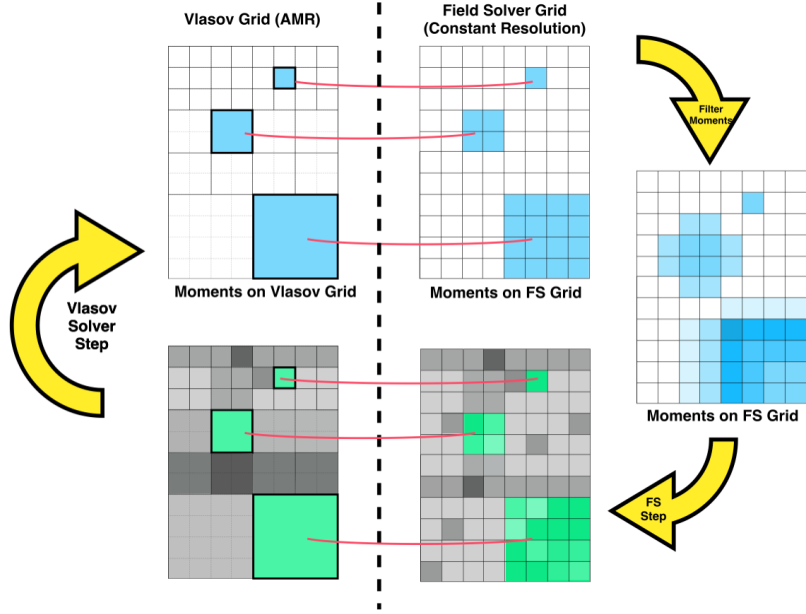 Vlasov Grid (AMR)
Field Solver Grid
(Constant Resolution)
Filter
Moments
Moments on Vlasov Grid
Moments on FS Grid
Vlasov
Solver
Step
Moments on FS Grid
FS
Step